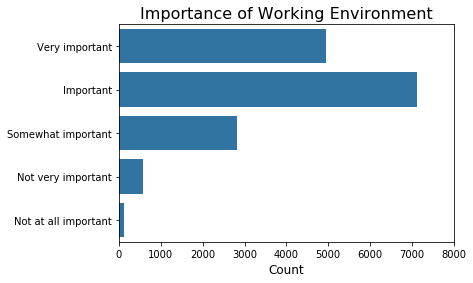 Importance of Working Environment
Very important
Important
Somewhat important
Not very important
Not at all important
0 1000 2000 3000 4000 5000 6000 7000 8000
Count